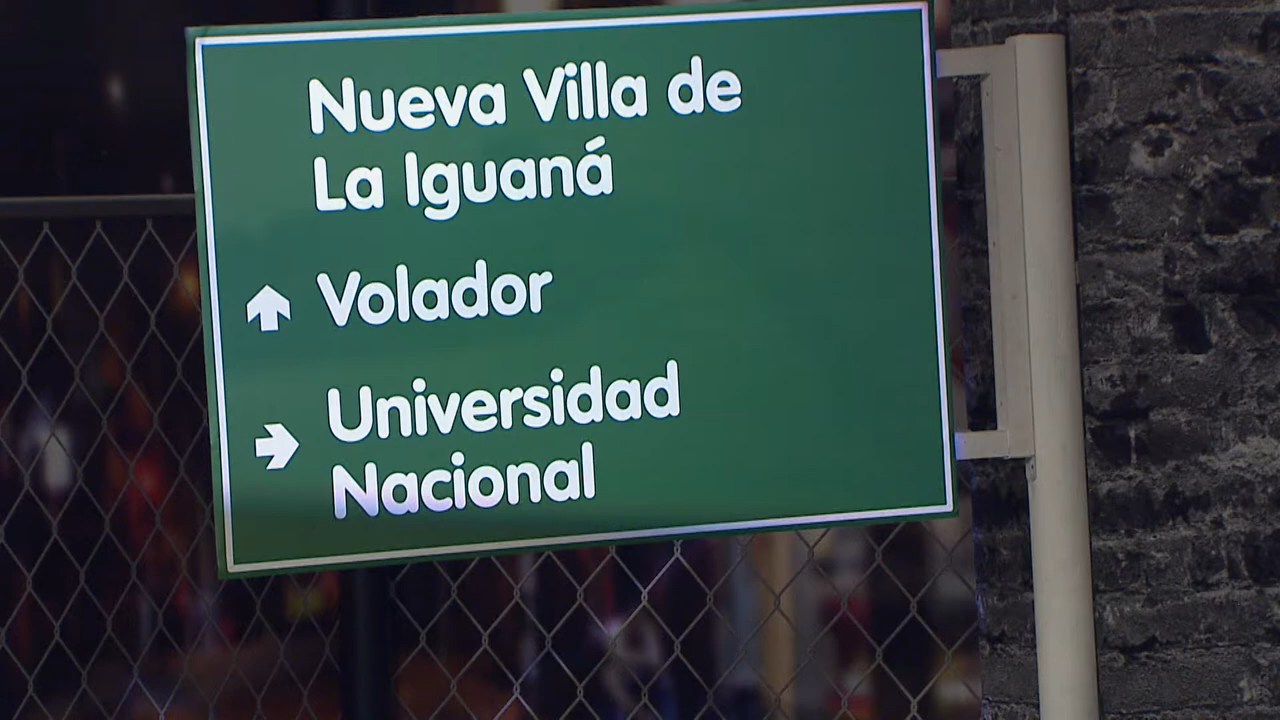 Nueva Villa de
La Iguaná
Volador
Universidad
Nacional